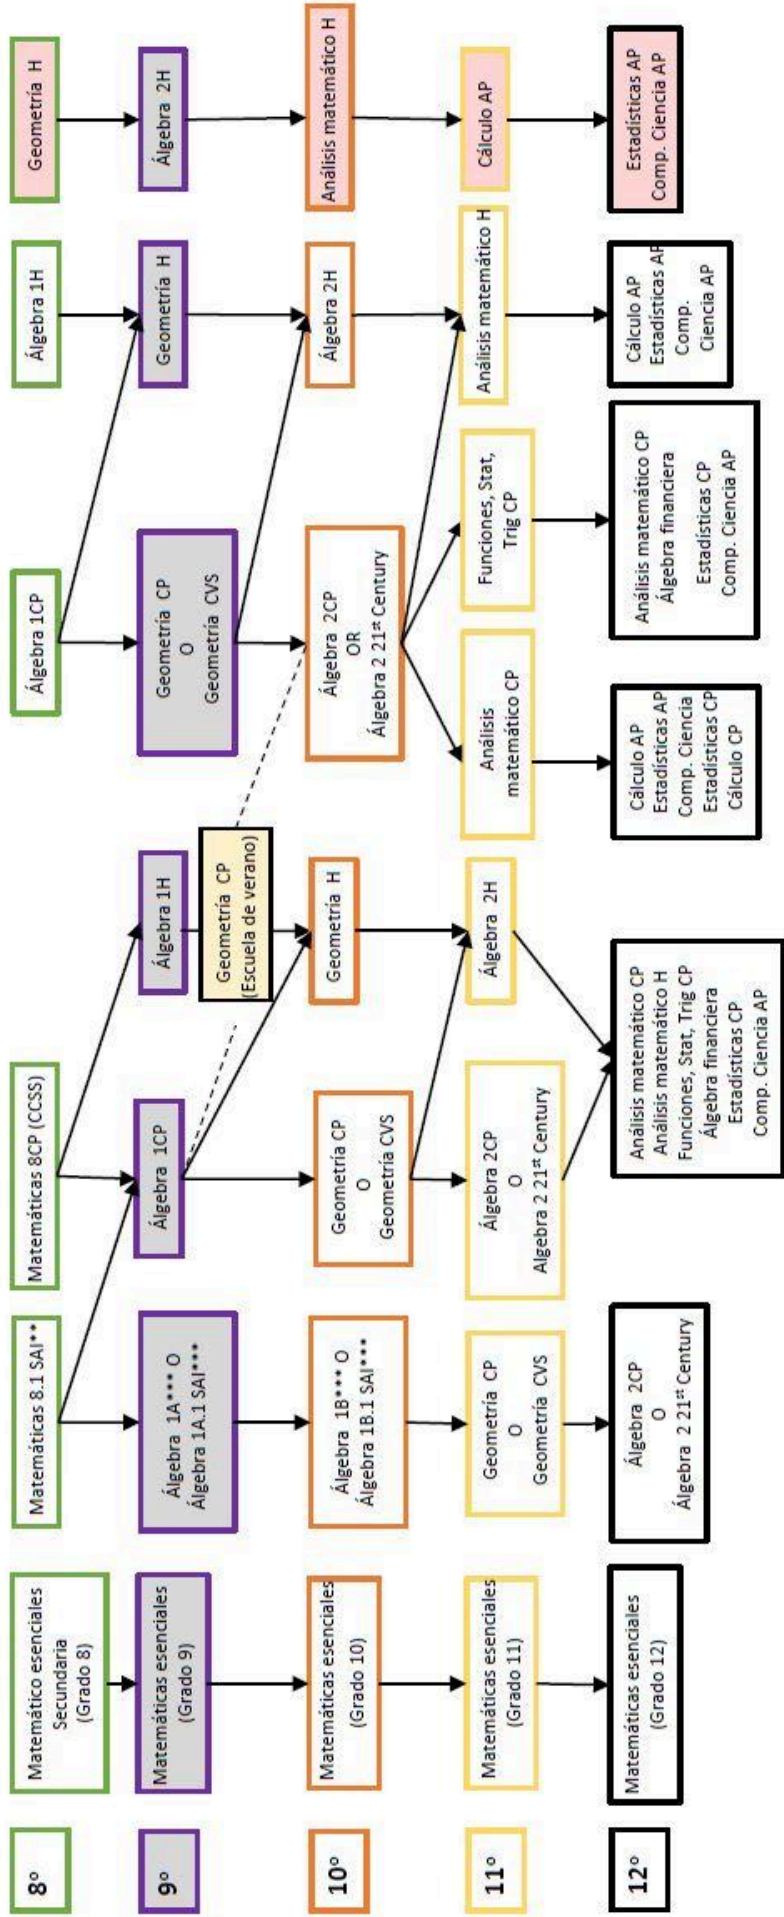 8º
Matemático esenciales
Secundaria
(Grado 8)
Matemáticas 8.1 SAI**
Matemáticas 8CP (CCSS)
Álgebra 1CP
Álgebra 1H
Geometría H
9º
Matemáticas esenciales
(Grado 9)
Álgebra 1A*** O
Álgebra 1A.1 SAI***
Álgebra 1CP
Álgebra 1H
Geometría CP
O
Geometría CVS
Geometría H
Álgebra 2H
Geometría CP
(Escuela de verano)
10º
Matemáticas esenciales
(Grado 10)
Álgebra 1B*** O
Álgebra 1B.1 SAI***
Geometría CP
O
Geometría CVS
Geometría H
Álgebra 2CP
OR
Álgebra 2 21st Century
Álgebra 2H
Análisis matemático H
11º
Matemáticas esenciales
(Grado 11)
Geometría CP
O
Geometría CVS
Álgebra 2CP
O
Álgebra 2 21st Century
Álgebra 2H
Análisis
matemático CP
Funciones, Stat,
Trig CP
Análisis matemático H
Cálculo AP
12º
Matemáticas esenciales
(Grado 12)
Álgebra 2CP
O
Álgebra 2 21st Century
Análisis matemático CP
Análisis matemático H
Funciones, Stat, Trig CP
Álgebra financiera
Estadísticas CP
Comp. Ciencia AP
Cálculo AP
Estadísticas AP
Comp. Ciencia
Estadísticas CP
Cálculo CP
Análisis matemático CP
Álgebra financiera
Estadísticas CP
Comp. Ciencia AP
Cálculo AP
Estadísticas AP
Comp.
Ciencia AP
Estadísticas AP
Comp. Ciencia AP